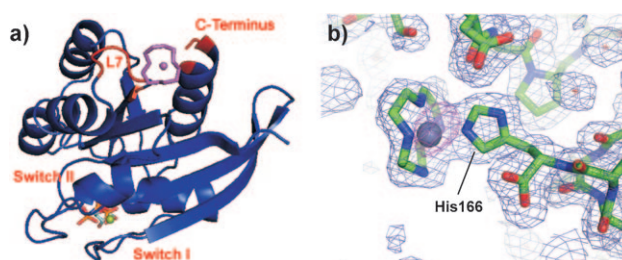 a)
C-Terminus
L7
Switch II
Switch I
b)
His166